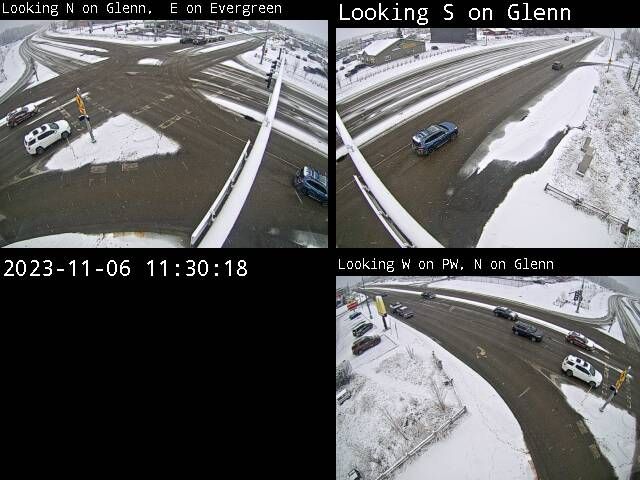 Looking N on Glenn, E on Evergreen
Looking S on Glenn
2023-11-06 11:30:18
Looking W on PW, N on Glenn